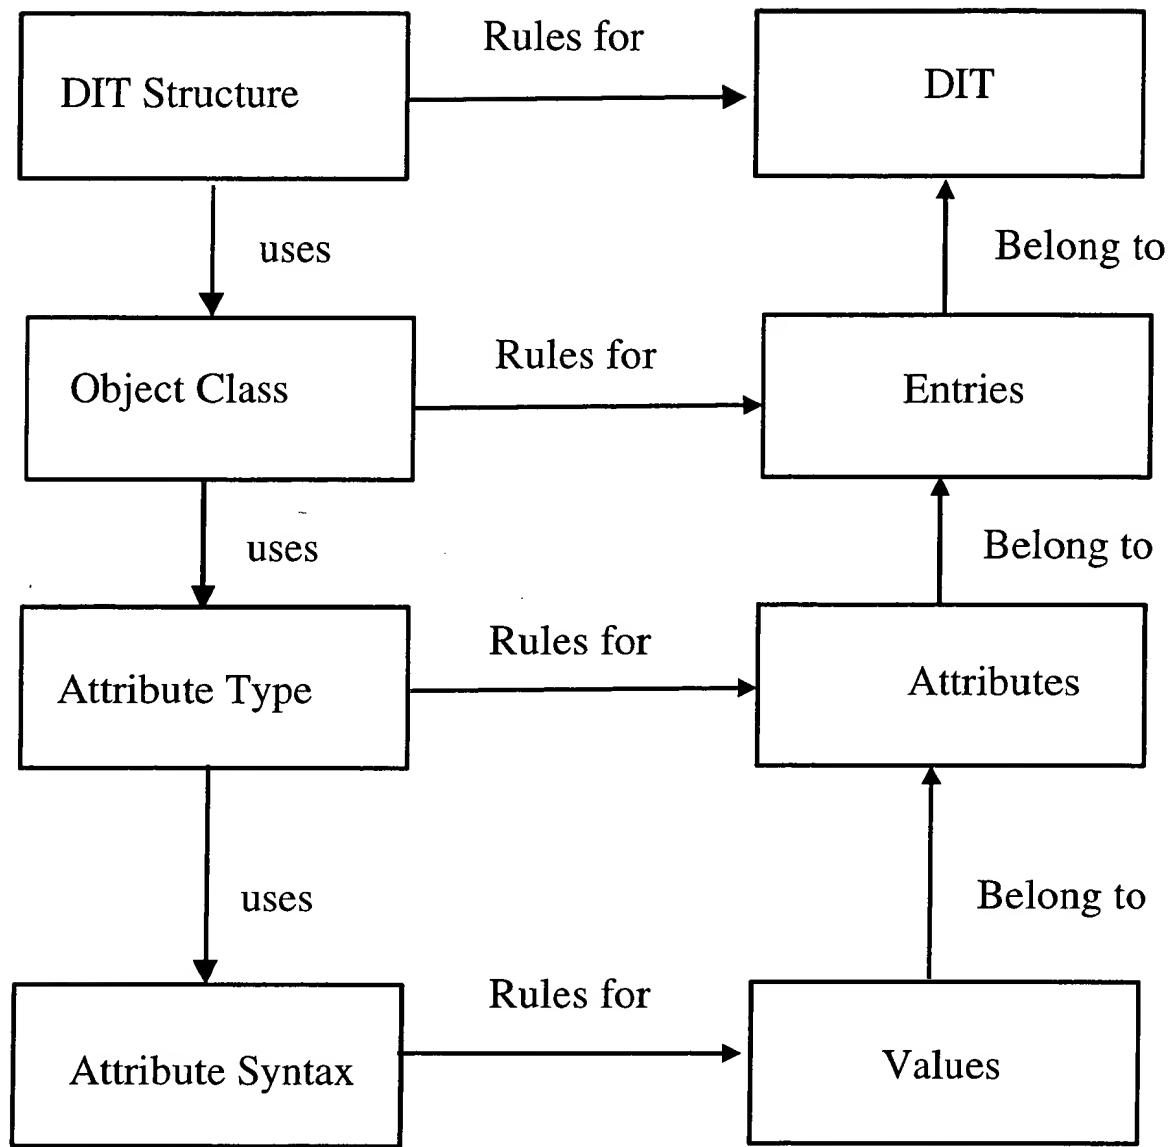 Rules for
DIT Structure
DIT
uses
Belong to
Rules for
Object Class
Entries
uses
Belong to
Rules for
Attribute Type
Attributes
uses
Belong to
Rules for
Attribute Syntax
Values